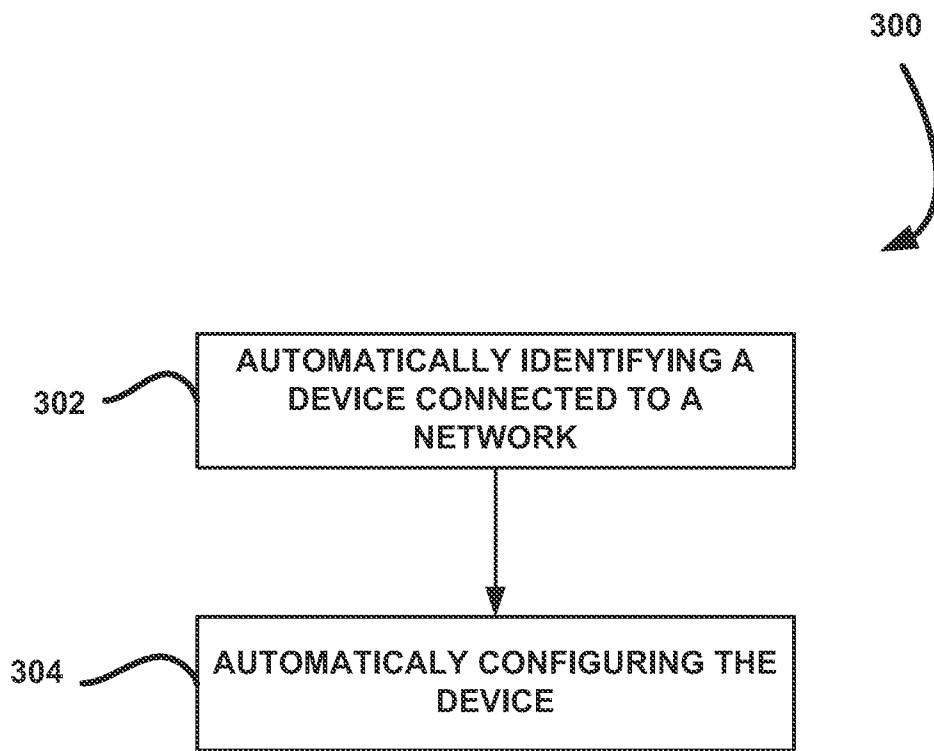 300
302
AUTOMATICALLY IDENTIFYING A
DEVICE CONNECTED TO A
NETWORK
304
AUTOMATICALY CONFIGURING THE
DEVICE